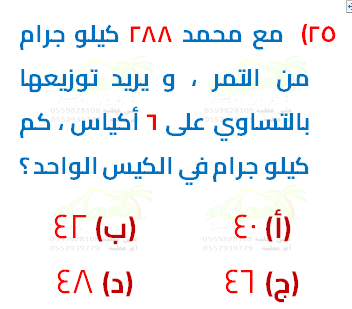 ٢٥) مع محمد ٢٨٨ كيلو جرام
من التمر ، و يريد توزيعها
بالتساوي على ٦ أكياس ، كم
كيلو جرام في الكيس الواحد ؟
(أ) ٤٠ (ب) ٤٢
(ج) ٤٦ (د) ٤٨